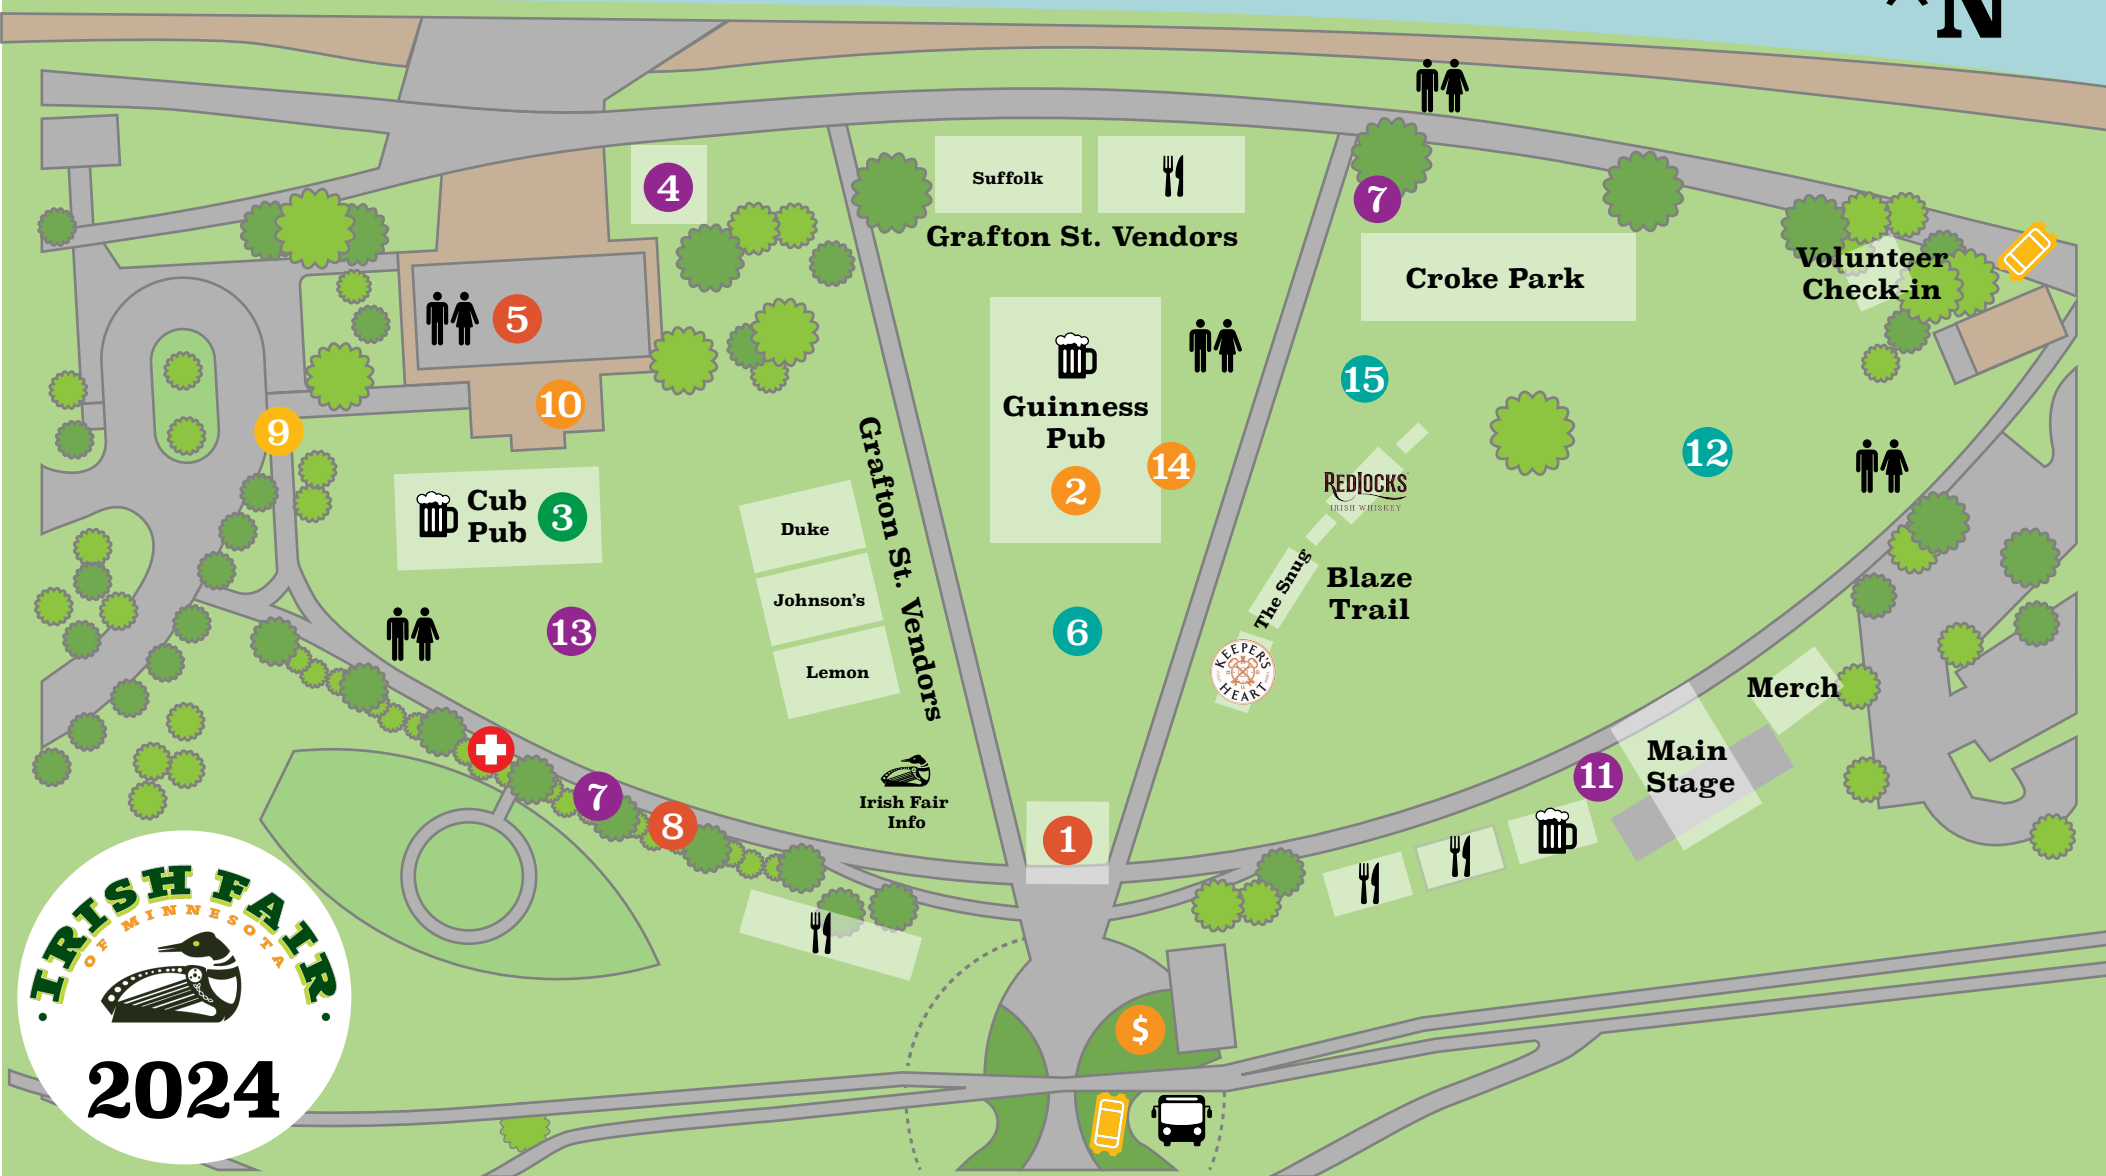 N
4
Suffolk
Grafton St. Vendors
7
Croke Park
Volunteer
Check-in
5
10
9
Guinness
Pub
2
14
15
12
REDLOCKS
IRISH WHISKEY
Cub
Pub
3
Duke
Johnson's
Lemon
Grafton St. Vendors
13
6
The Snug
Blaze
Trail
KEEPER'S
HEART
Merch
Main
Stage
11
7
8
Irish Fair
Info
1
$
IRISH FAIR
OF MINNESOTA
2024